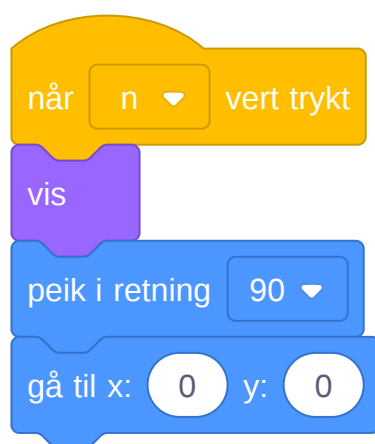 når n vert trykt
vis
peik i retning 90
gå til x: 0 y: 0